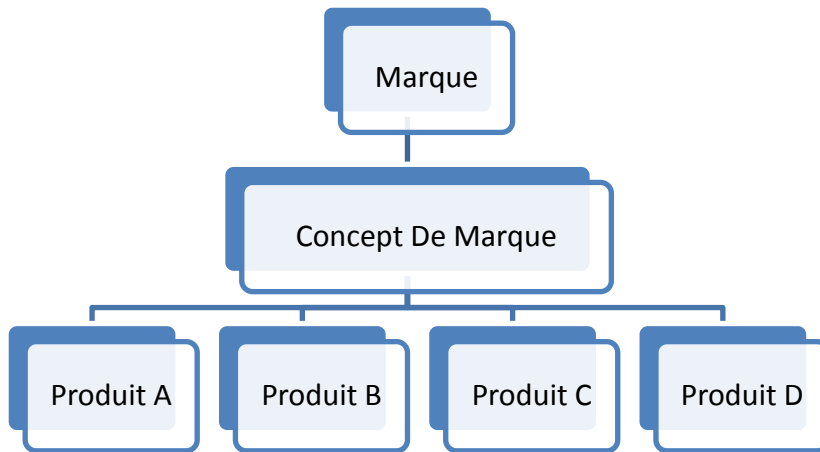 Marque
Concept De Marque
Produit A
Produit B
Produit C
Produit D